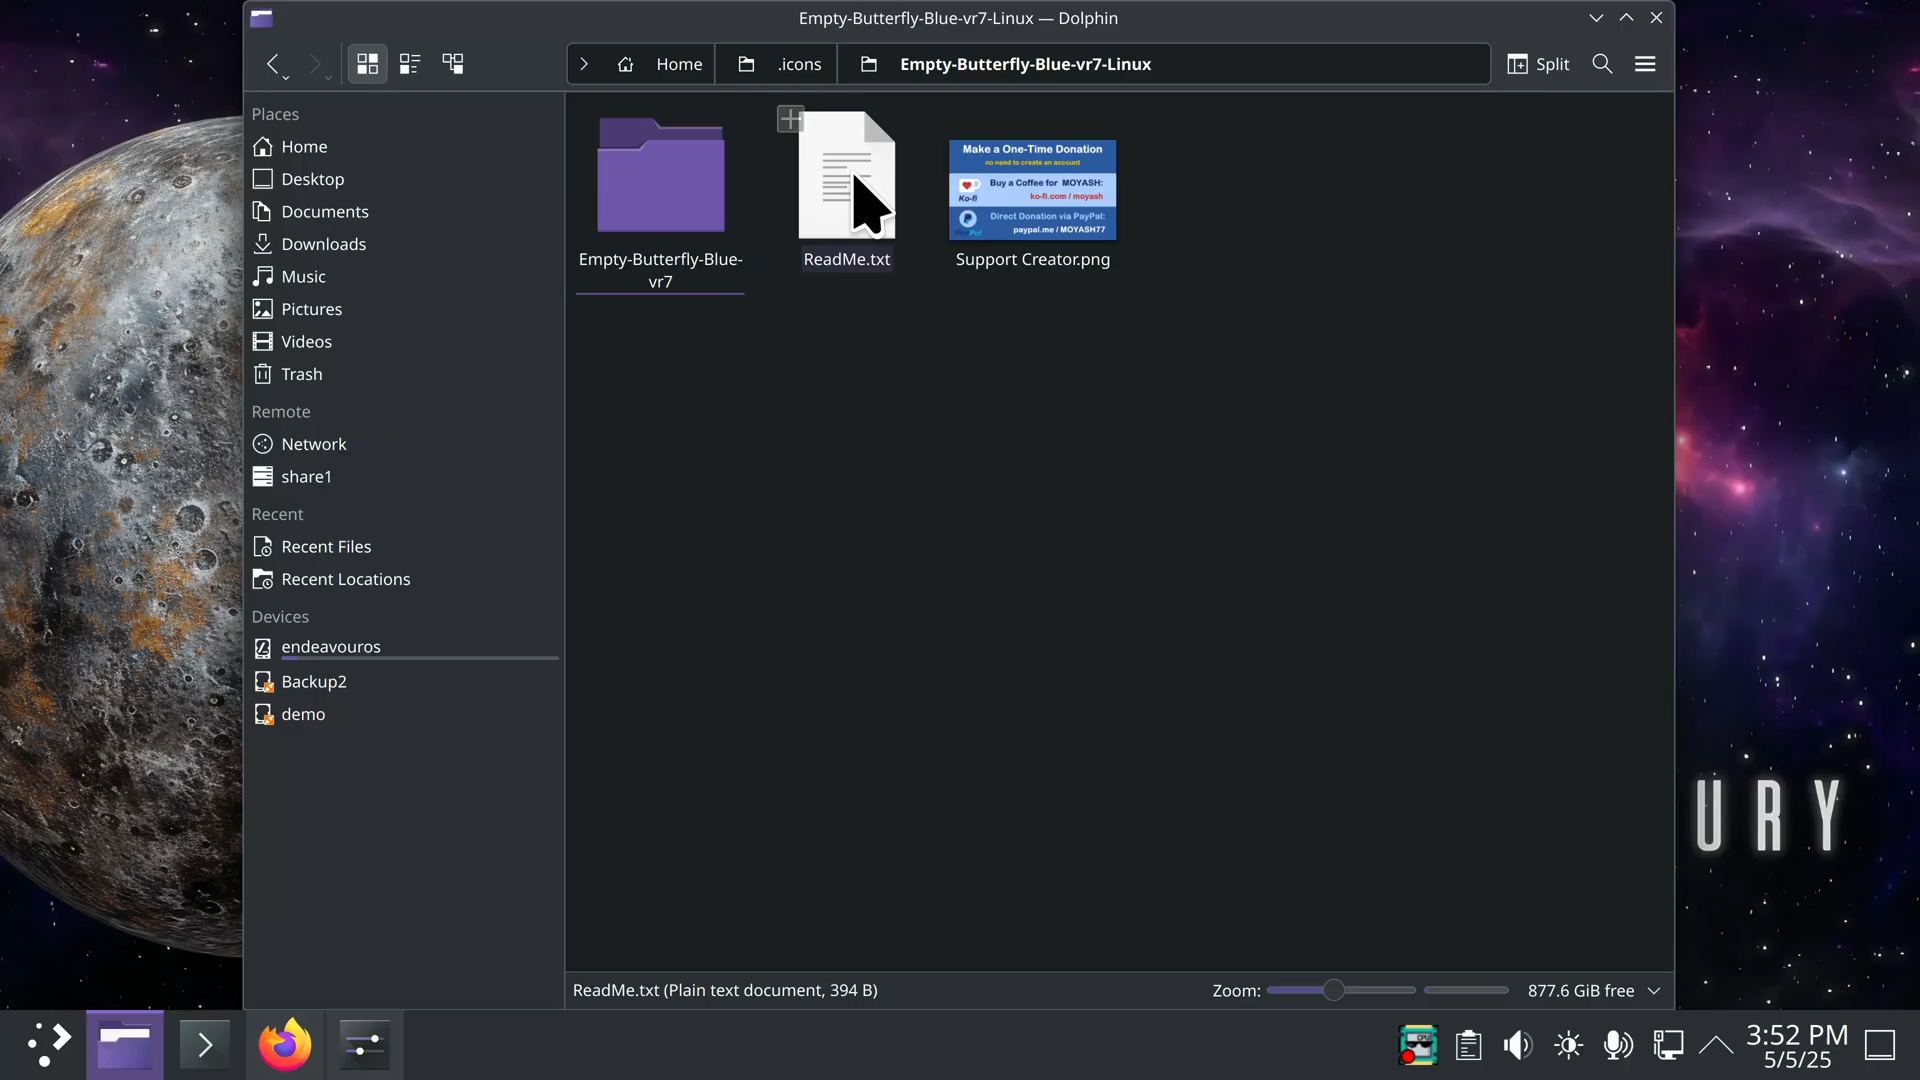 Empty-Butterfly-Blue-vr7-Linux — Dolphin
Home
.icons
Empty-Butterfly-Blue-vr7-Linux
Split
Places
Home
Desktop
Documents
Downloads
Music
Pictures
Videos
Trash
Remote
Network
share1
Recent
Recent Files
Recent Locations
Devices
endeavouros
Backup2
demo
Empty-Butterfly-Blue-
vr7
ReadMe.txt
Make a One-Time Donation
no need to create an account
Buy a Coffee for MOYASH:
Ko-fi
ko-fi.com / moyash
Direct Donation via PayPal:
PayPal
paypal.me / MOYASH77
Support Creator.png
URY
ReadMe.txt (Plain text document, 394 B)
Zoom:
877.6 GiB free
3:52 PM
5/5/25